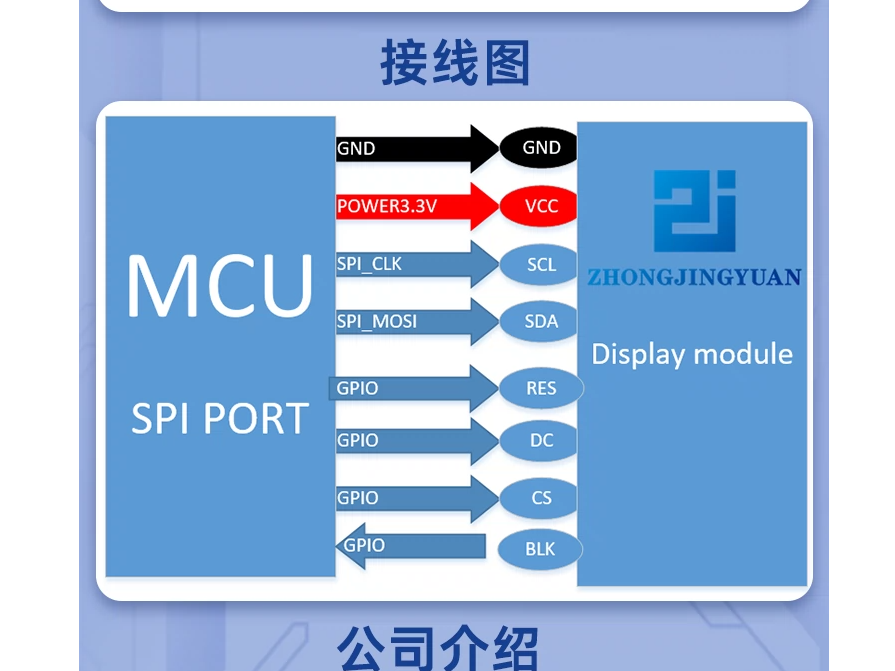 接线图
GND GND
POWER3.3V VCC
SPI_CLK SCL
MCU
ZHONGJINGYUAN
SPI_MOSI SDA
Display module
GPIO RES
SPI PORT
GPIO DC
GPIO CS
GPIO BLK
公司介绍